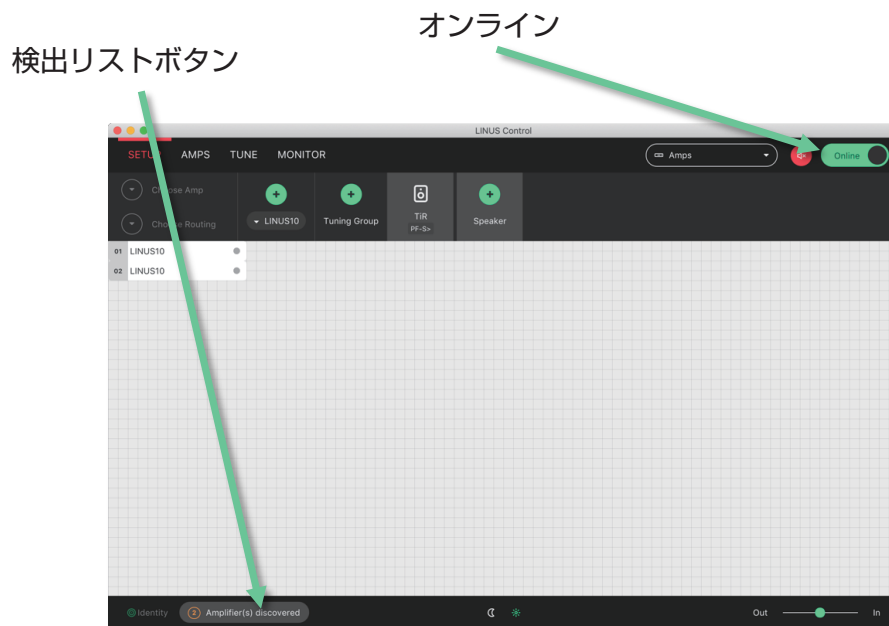 オンライン
検出リストボタン
LINUS Control
SETUP AMPS TUNE MONITOR Amps Online
Choose Amp
LINUS10 Tuning Group TiR Speaker
PF-S>
Choose Routing
01 LINUS10
02 LINUS10
Identity 2 Amplifier(s) discovered Out In